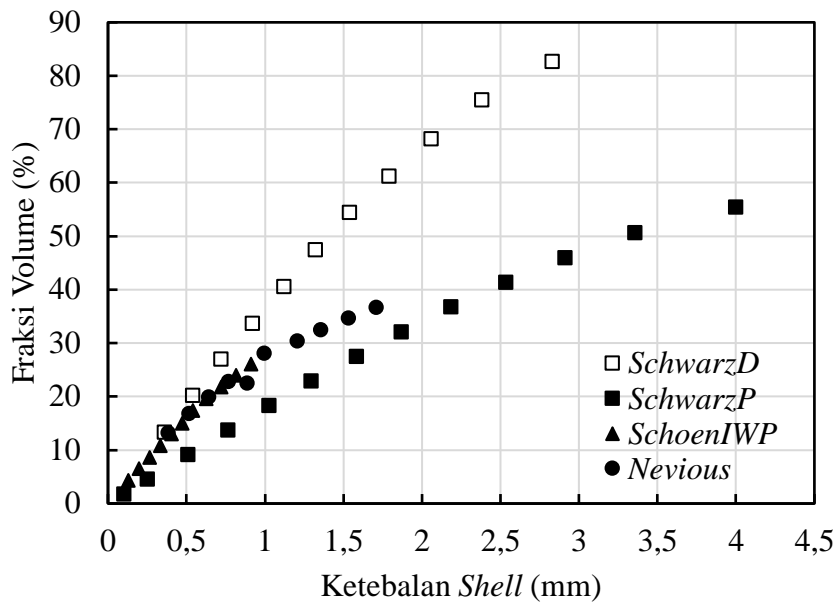 90
80
70
60
50
40
30
20
10
0
Fraksi Volume (%)
SchwarzD
SchwarzP
SchoenIWP
Nevious
0 0,5 1 1,5 2 2,5 3 3,5 4 4,5
Ketebalan Shell (mm)